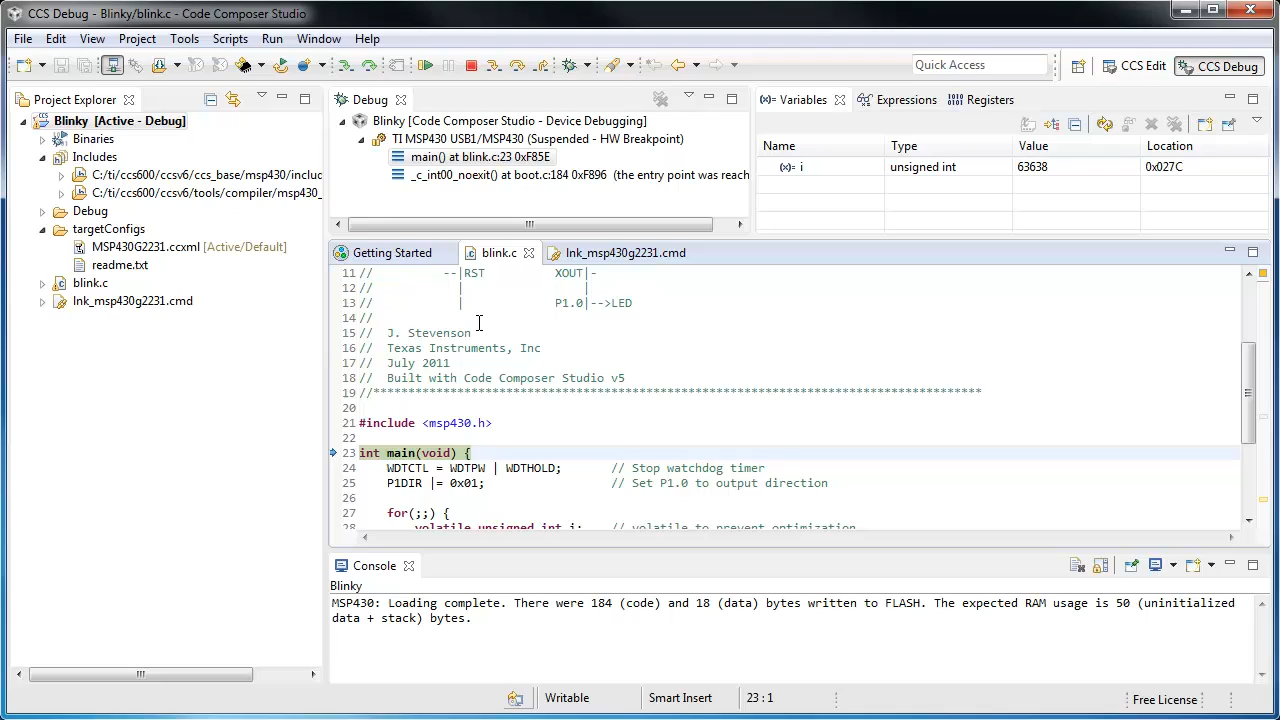 CCS Debug - Blinky/blink.c - Code Composer Studio
File Edit View Project Tools Scripts Run Window Help
Quick Access
CCS Edit
CCS Debug
Project Explorer
Blinky [Active - Debug]
Binaries
Includes
C:/ti/ccs600/ccsv6/ccs_base/msp430/includ
C:/ti/ccs600/ccsv6/tools/compiler/msp430_
Debug
targetConfigs
MSP430G2231.ccxml [Active/Default]
readme.txt
blink.c
lnk_msp430g2231.cmd
Debug
Blinky [Code Composer Studio - Device Debugging]
TI MSP430 USB1/MSP430 (Suspended - HW Breakpoint)
main() at blink.c:23 0xF85E
_c_int00_noexit() at boot.c:184 0xF896 (the entry point was reach
(x)= Variables
Expressions
Registers
Name Type Value Location
(x)= i unsigned int 63638 0x027C
Getting Started
blink.c
lnk_msp430g2231.cmd
11 // --|RST XOUT|-
12 // | |
13 // | P1.0|-->LED
14 //
15 // J. Stevenson
16 // Texas Instruments, Inc
17 // July 2011
18 // Built with Code Composer Studio v5
19 //***************************************************************************************
20
21 #include <msp430.h>
22
23 int main(void) {
24 WDTCTL = WDTPW | WDTHOLD; // Stop watchdog timer
25 P1DIR |= 0x01; // Set P1.0 to output direction
26
27 for(;;) {
28 volatile unsigned int i; // volatile to prevent optimization
Console
Blinky
MSP430: Loading complete. There were 184 (code) and 18 (data) bytes written to FLASH. The expected RAM usage is 50 (uninitialized
data + stack) bytes.
Writable
Smart Insert
23 : 1
Free License